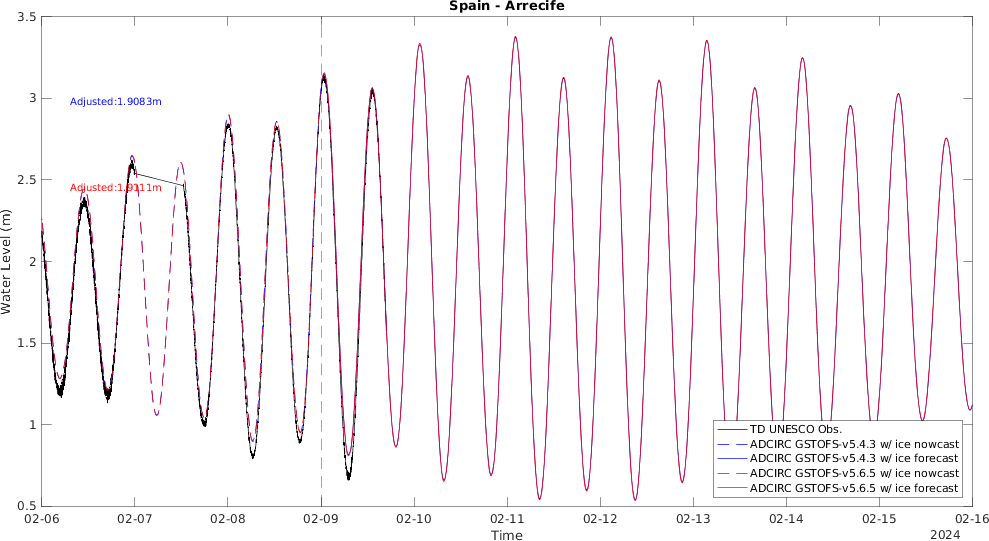 Spain - Arrecife
3.5
3
2.5
2
1.5
1
0.5
Water Level (m)
Adjusted:1.9083m
Adjusted:1.9111m
TD UNESCO Obs.
ADCIRC GSTOFS-v5.4.3 w/ ice nowcast
ADCIRC GSTOFS-v5.4.3 w/ ice forecast
ADCIRC GSTOFS-v5.6.5 w/ ice nowcast
ADCIRC GSTOFS-v5.6.5 w/ ice forecast
02-06 02-07 02-08 02-09 02-10 02-11 02-12 02-13 02-14 02-15 02-16
Time
2024